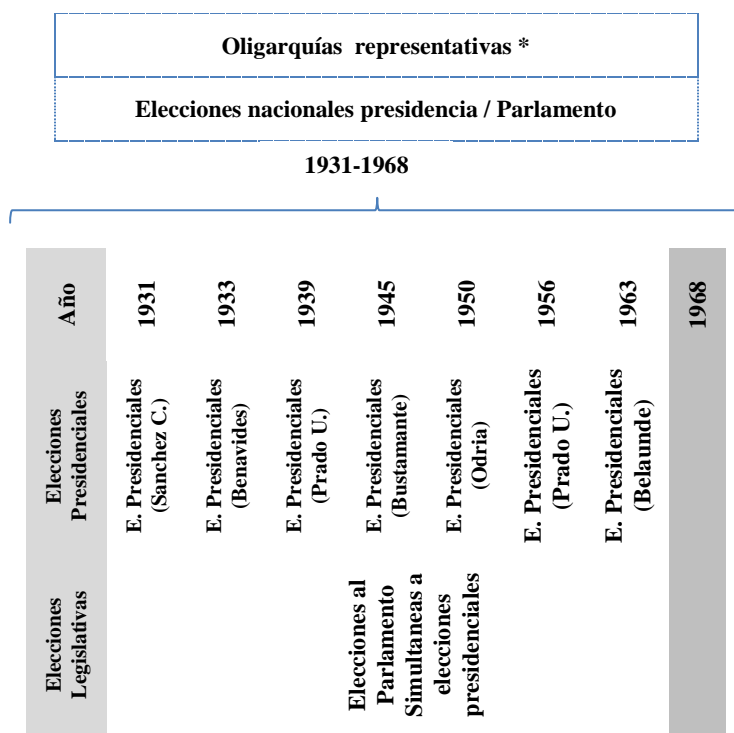 Oligarquías representativas *
Elecciones nacionales presidencia / Parlamento
1931-1968
Año
1931
1933
1939
1945
1950
1956
1963
1968
Elecciones
Presidenciales
E. Presidenciales
(Sanchez C.)
E. Presidenciales
(Benavides)
E. Presidenciales
(Prado U.)
E. Presidenciales
(Bustamante)
E. Presidenciales
(Odria)
E. Presidenciales
(Prado U.)
E. Presidenciales
(Belaunde)
Elecciones
Legislativas
Elecciones al
Parlamento
Simultaneas a
elecciones
presidenciales